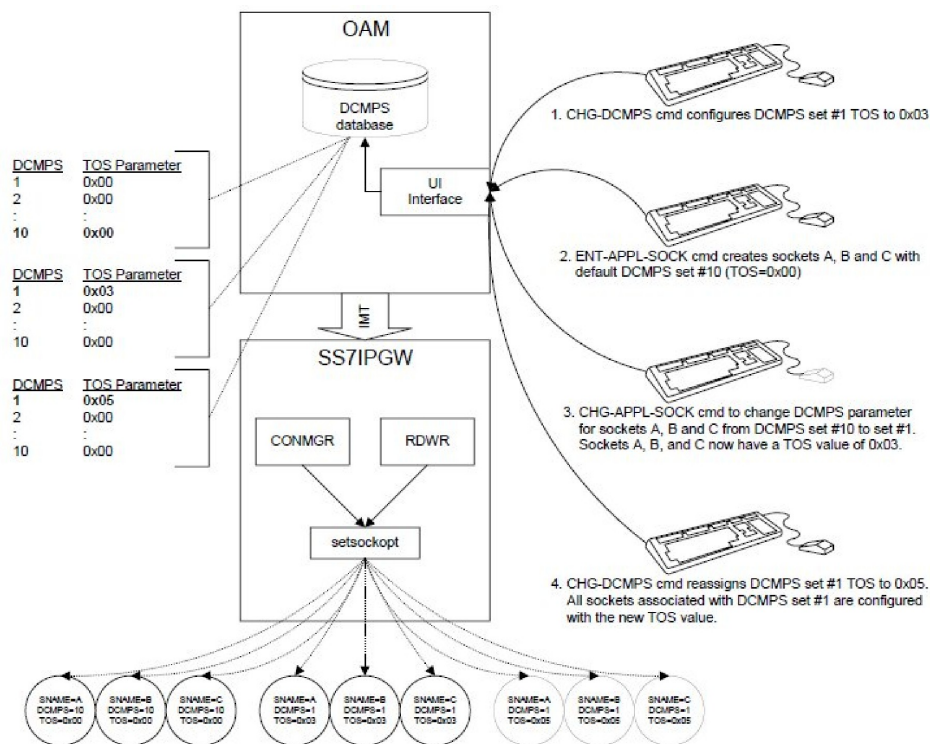 OAM
DCMPS
database
UI
Interface
DCMPS TOS Parameter
1 0x00
2 0x00
: :
10 0x00
DCMPS TOS Parameter
1 0x03
2 0x00
: :
10 0x00
DCMPS TOS Parameter
1 0x05
2 0x00
: :
10 0x00
1. CHG-DCMPS cmd configures DCMPS set #1 TOS to 0x03
2. ENT-APPL-SOCK cmd creates sockets A, B and C with
default DCMPS set #10 (TOS=0x00)
3. CHG-APPL-SOCK cmd to change DCMPS parameter
for sockets A, B and C from DCMPS set #10 to set #1.
Sockets A, B, and C now have a TOS value of 0x03.
4. CHG-DCMPS cmd reassigns DCMPS set #1 TOS to 0x05.
All sockets associated with DCMPS set #1 are configured
with the new TOS value.
IMT
SS7IPGW
CONMGR
RDWR
setsockopt
SNAME=A
DCMPS=10
TOS=0x00
SNAME=B
DCMPS=10
TOS=0x00
SNAME=C
DCMPS=10
TOS=0x00
SNAME=A
DCMPS=1
TOS=0x03
SNAME=B
DCMPS=1
TOS=0x03
SNAME=C
DCMPS=1
TOS=0x03
SNAME=A
DCMPS=1
TOS=0x05
SNAME=B
DCMPS=1
TOS=0x05
SNAME=C
DCMPS=1
TOS=0x05